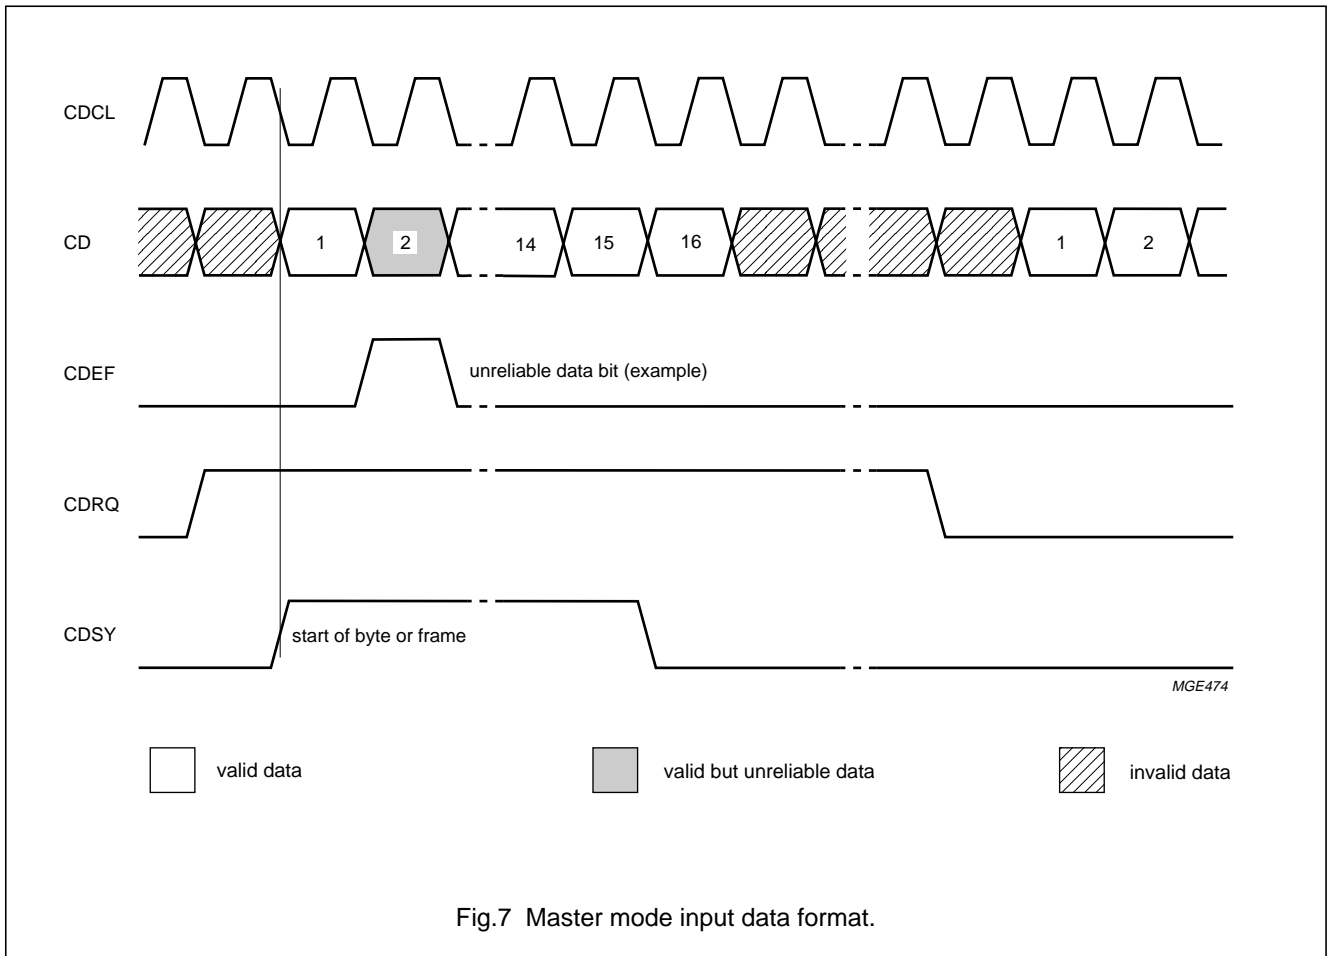 CDCL
CD
1
2
14
15
16
1
2
CDEF
unreliable data bit (example)
CDRQ
CDSY
start of byte or frame
MGE474
valid data
valid but unreliable data
invalid data
Fig.7 Master mode input data format.